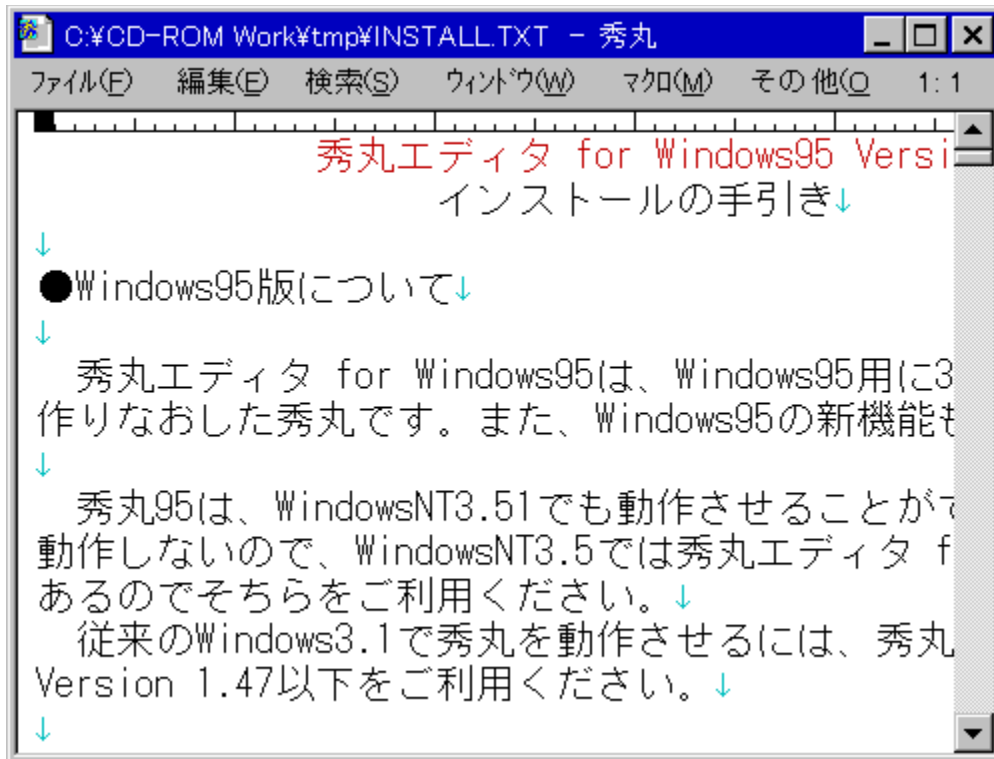 C:¥CD-ROM Work¥tmp¥INSTALL.TXT - 秀丸
ファイル(F) 編集(E) 検索(S) ウィンドウ(W) マクロ(M) その他(O 1: 1
秀丸エディタ for Windows95 Versi
インストールの手引き↓
↓
●Windows95版について↓
↓
秀丸エディタ for Windows95は、Windows95用に3
作りなおした秀丸です。また、Windows95の新機能も
↓
秀丸95は、WindowsNT3.51でも動作させることがで
動作しないので、WindowsNT3.5では秀丸エディタ f
あるのでそちらをご利用ください。↓
従来のWindows3.1で秀丸を動作させるには、秀丸
Version 1.47以下をご利用ください。↓
↓